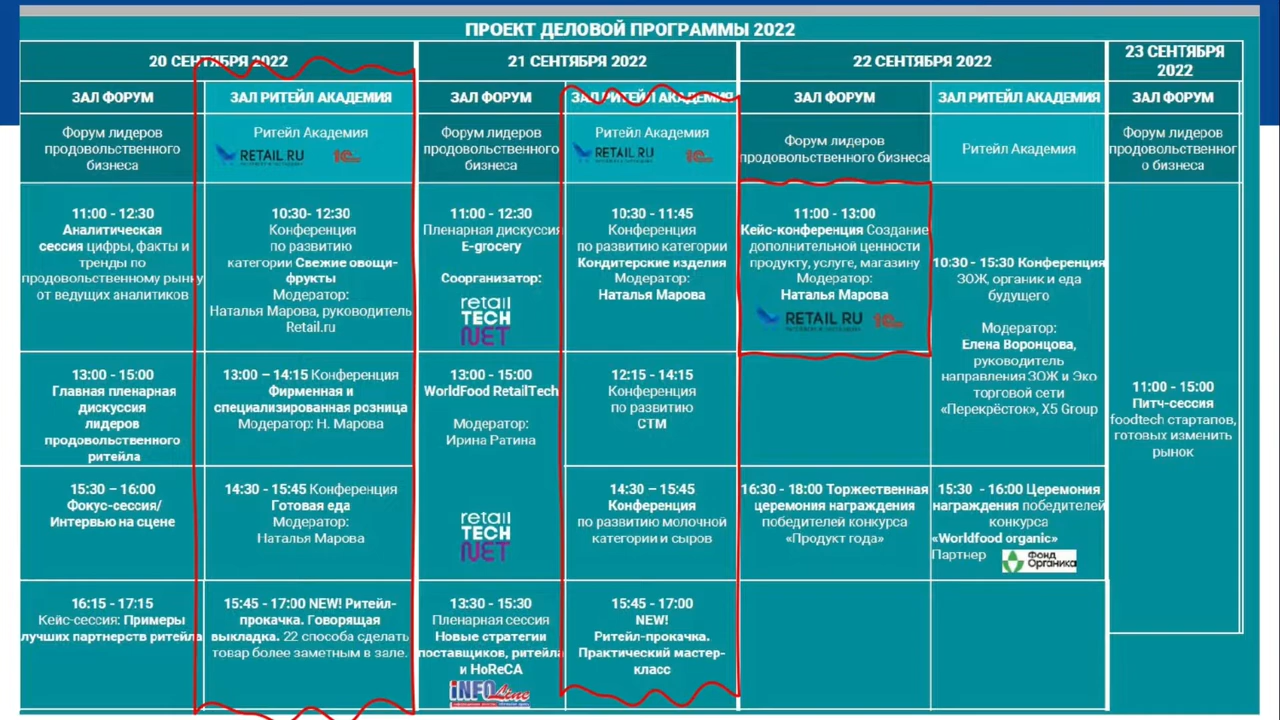 ПРОЕКТ ДЕЛОВОЙ ПРОГРАММЫ 2022
20 СЕНТЯБРЯ 2022
21 СЕНТЯБРЯ 2022
22 СЕНТЯБРЯ 2022
23 СЕНТЯБРЯ
2022
ЗАЛ ФОРУМ
ЗАЛ РИТЕЙЛ АКАДЕМИЯ
ЗАЛ ФОРУМ
ЗАЛ РИТЕЙЛ АКАДЕМИЯ
ЗАЛ ФОРУМ
ЗАЛ РИТЕЙЛ АКАДЕМИЯ
ЗАЛ ФОРУМ
Форум лидеров
продовольственного
бизнеса
Ритейл Академия
RETAIL RU
1С
Форум лидеров
продовольственного
бизнеса
Ритейл Академия
RETAIL RU
1С
Форум лидеров
продовольственного бизнеса
Ритейл Академия
Форум лидеров
продовольственног
о бизнеса
11:00 - 12:30
Аналитическая
сессия цифры, факты и
тренды по
продовольственному рынку
от ведущих аналитиков
10:30- 12:30
Конференция
по развитию
категории Свежие овощи-
фрукты
Модератор:
Наталья Марова, руководитель
Retail.ru
11:00 - 12:30
Пленарная дискуссия
E-grocery
Соорганизатор:
retail
TECH
NET
10:30 - 11:45
Конференция
по развитию категории
Кондитерские изделия
Модератор:
Наталья Марова
11:00 - 13:00
Кейс-конференция Создание
дополнительной ценности
продукту, услуге, магазину
Модератор:
Наталья Марова
RETAIL RU
1С
10:30 - 15:30 Конференция
ЗОЖ, органик и еда
будущего
Модератор:
Елена Воронцова,
руководитель
направления ЗОЖ и Эко
торговой сети
«Перекрёсток», X5 Group
11:00 - 15:00
Питч-сессия
foodtech стартапов,
готовых изменить
рынок
13:00 - 15:00
Главная пленарная
дискуссия
лидеров
продовольственного
ритейла
13:00 – 14:15 Конференция
Фирменная и
специализированная розница
Модератор: Н. Марова
13:00 - 15:00
WorldFood RetailTech
Модератор:
Ирина Ратина
12:15 - 14:15
Конференция
по развитию
СТМ
15:30 – 16:00
Фокус-сессия/
Интервью на сцене
14:30 - 15:45 Конференция
Готовая еда
Модератор:
Наталья Марова
retail
TECH
NET
14:30 – 15:45
Конференция
по развитию молочной
категории и сыров
16:30 - 18:00 Торжественная
церемония награждения
победителей конкурса
«Продукт года»
15:30 - 16:00 Церемония
награждения победителей
конкурса
«Worldfood organic»
Партнер
Фонд
Органика
16:15 - 17:15
Кейс-сессия: Примеры
лучших партнерств ритейла
15:45 - 17:00 NEW! Ритейл-
прокачка. Говорящая
выкладка. 22 способа сделать
товар более заметным в зале.
13:30 - 15:30
Пленарная сессия
Новые стратегии
поставщиков, ритейла
и HoReCA
INFOLine
15:45 - 17:00
NEW!
Ритейл-прокачка.
Практический мастер-
класс